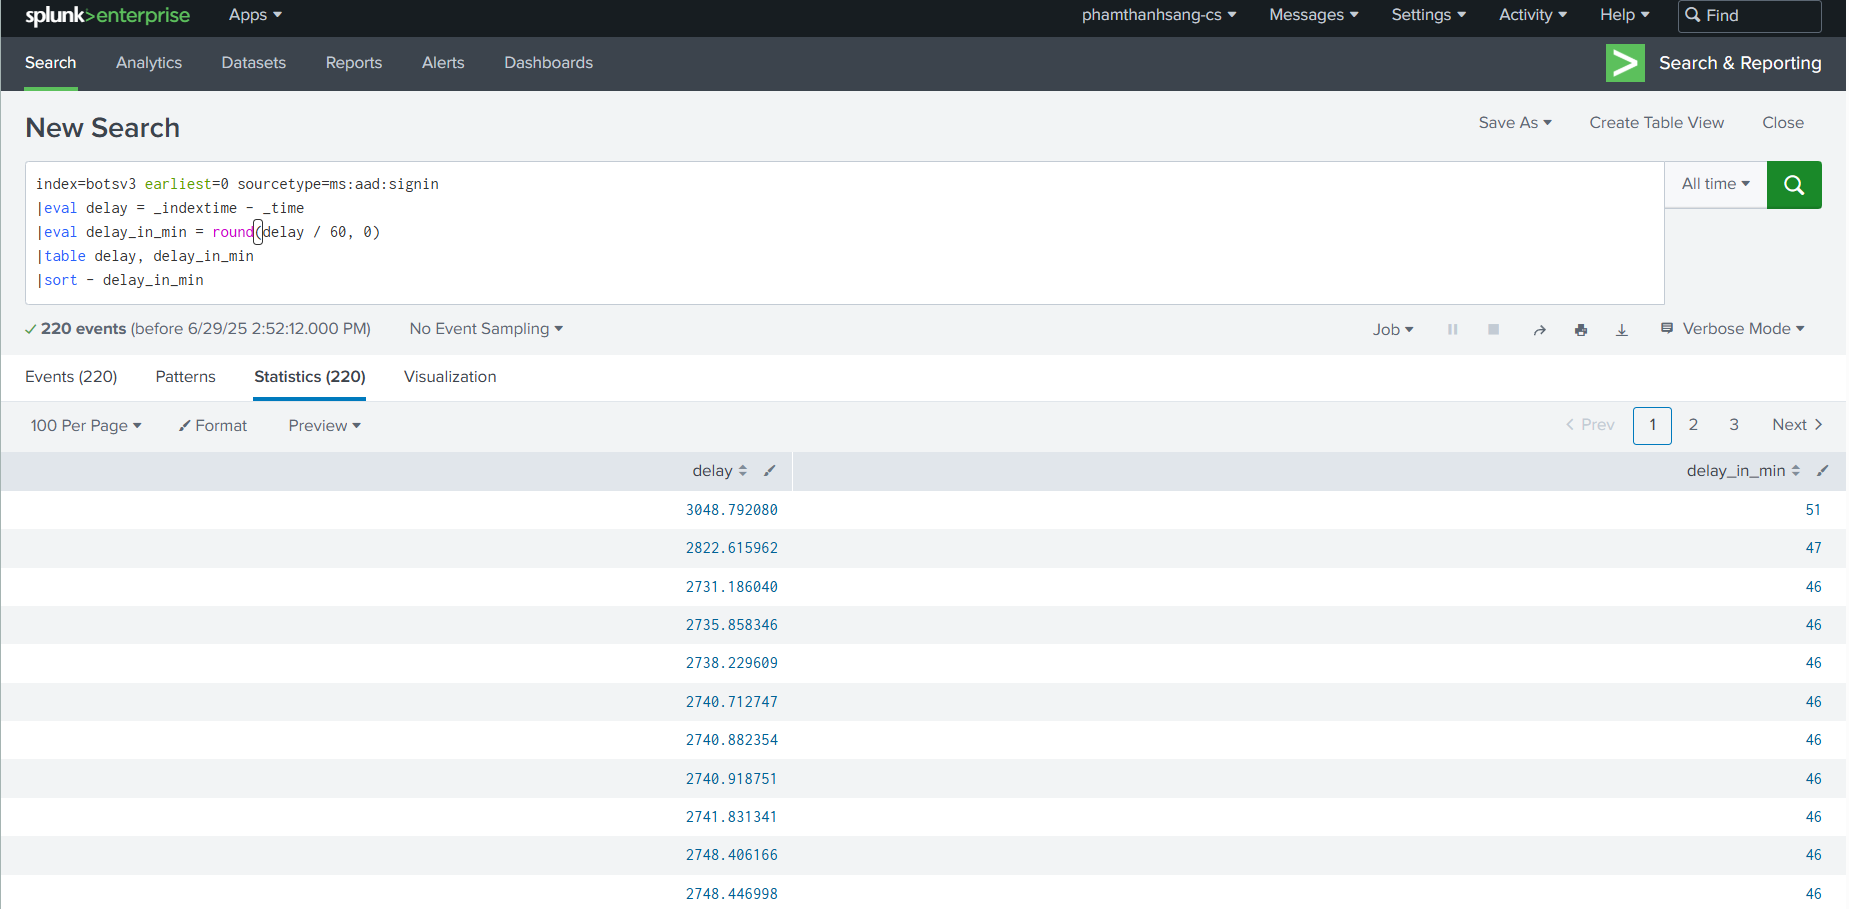 splunk>enterprise Apps phamthanhsang-cs Messages Settings Activity Help Find
Search Analytics Datasets Reports Alerts Dashboards Search & Reporting
New Search Save As Create Table View Close
index=botsv3 earliest=0 sourcetype=ms:aad:signin All time
|eval delay = _indextime - _time
|eval delay_in_min = round(delay / 60, 0)
|table delay, delay_in_min
|sort - delay_in_min
220 events (before 6/29/25 2:52:12.000 PM) No Event Sampling Job Verbose Mode
Events (220) Patterns Statistics (220) Visualization
100 Per Page Format Preview < Prev 1 2 3 Next >
delay delay_in_min
3048.792080 51
2822.615962 47
2731.186040 46
2735.858346 46
2738.229609 46
2740.712747 46
2740.882354 46
2740.918751 46
2741.831341 46
2748.406166 46
2748.446998 46